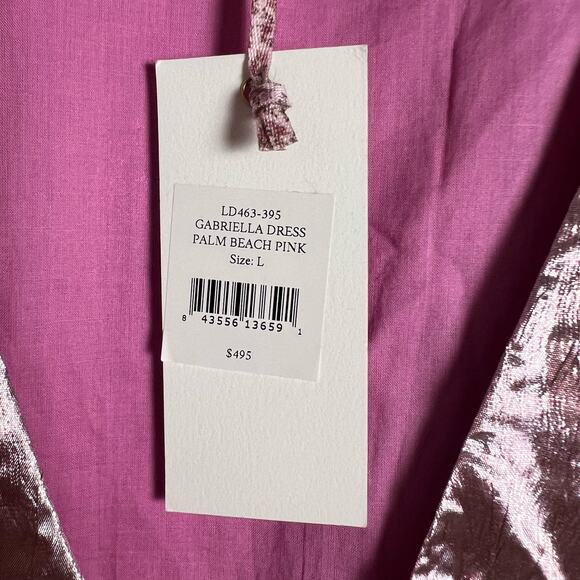 LD463-395
GABRIELLA DRESS
PALM BEACH PINK
Size: L
8 43556 13659 1
$495